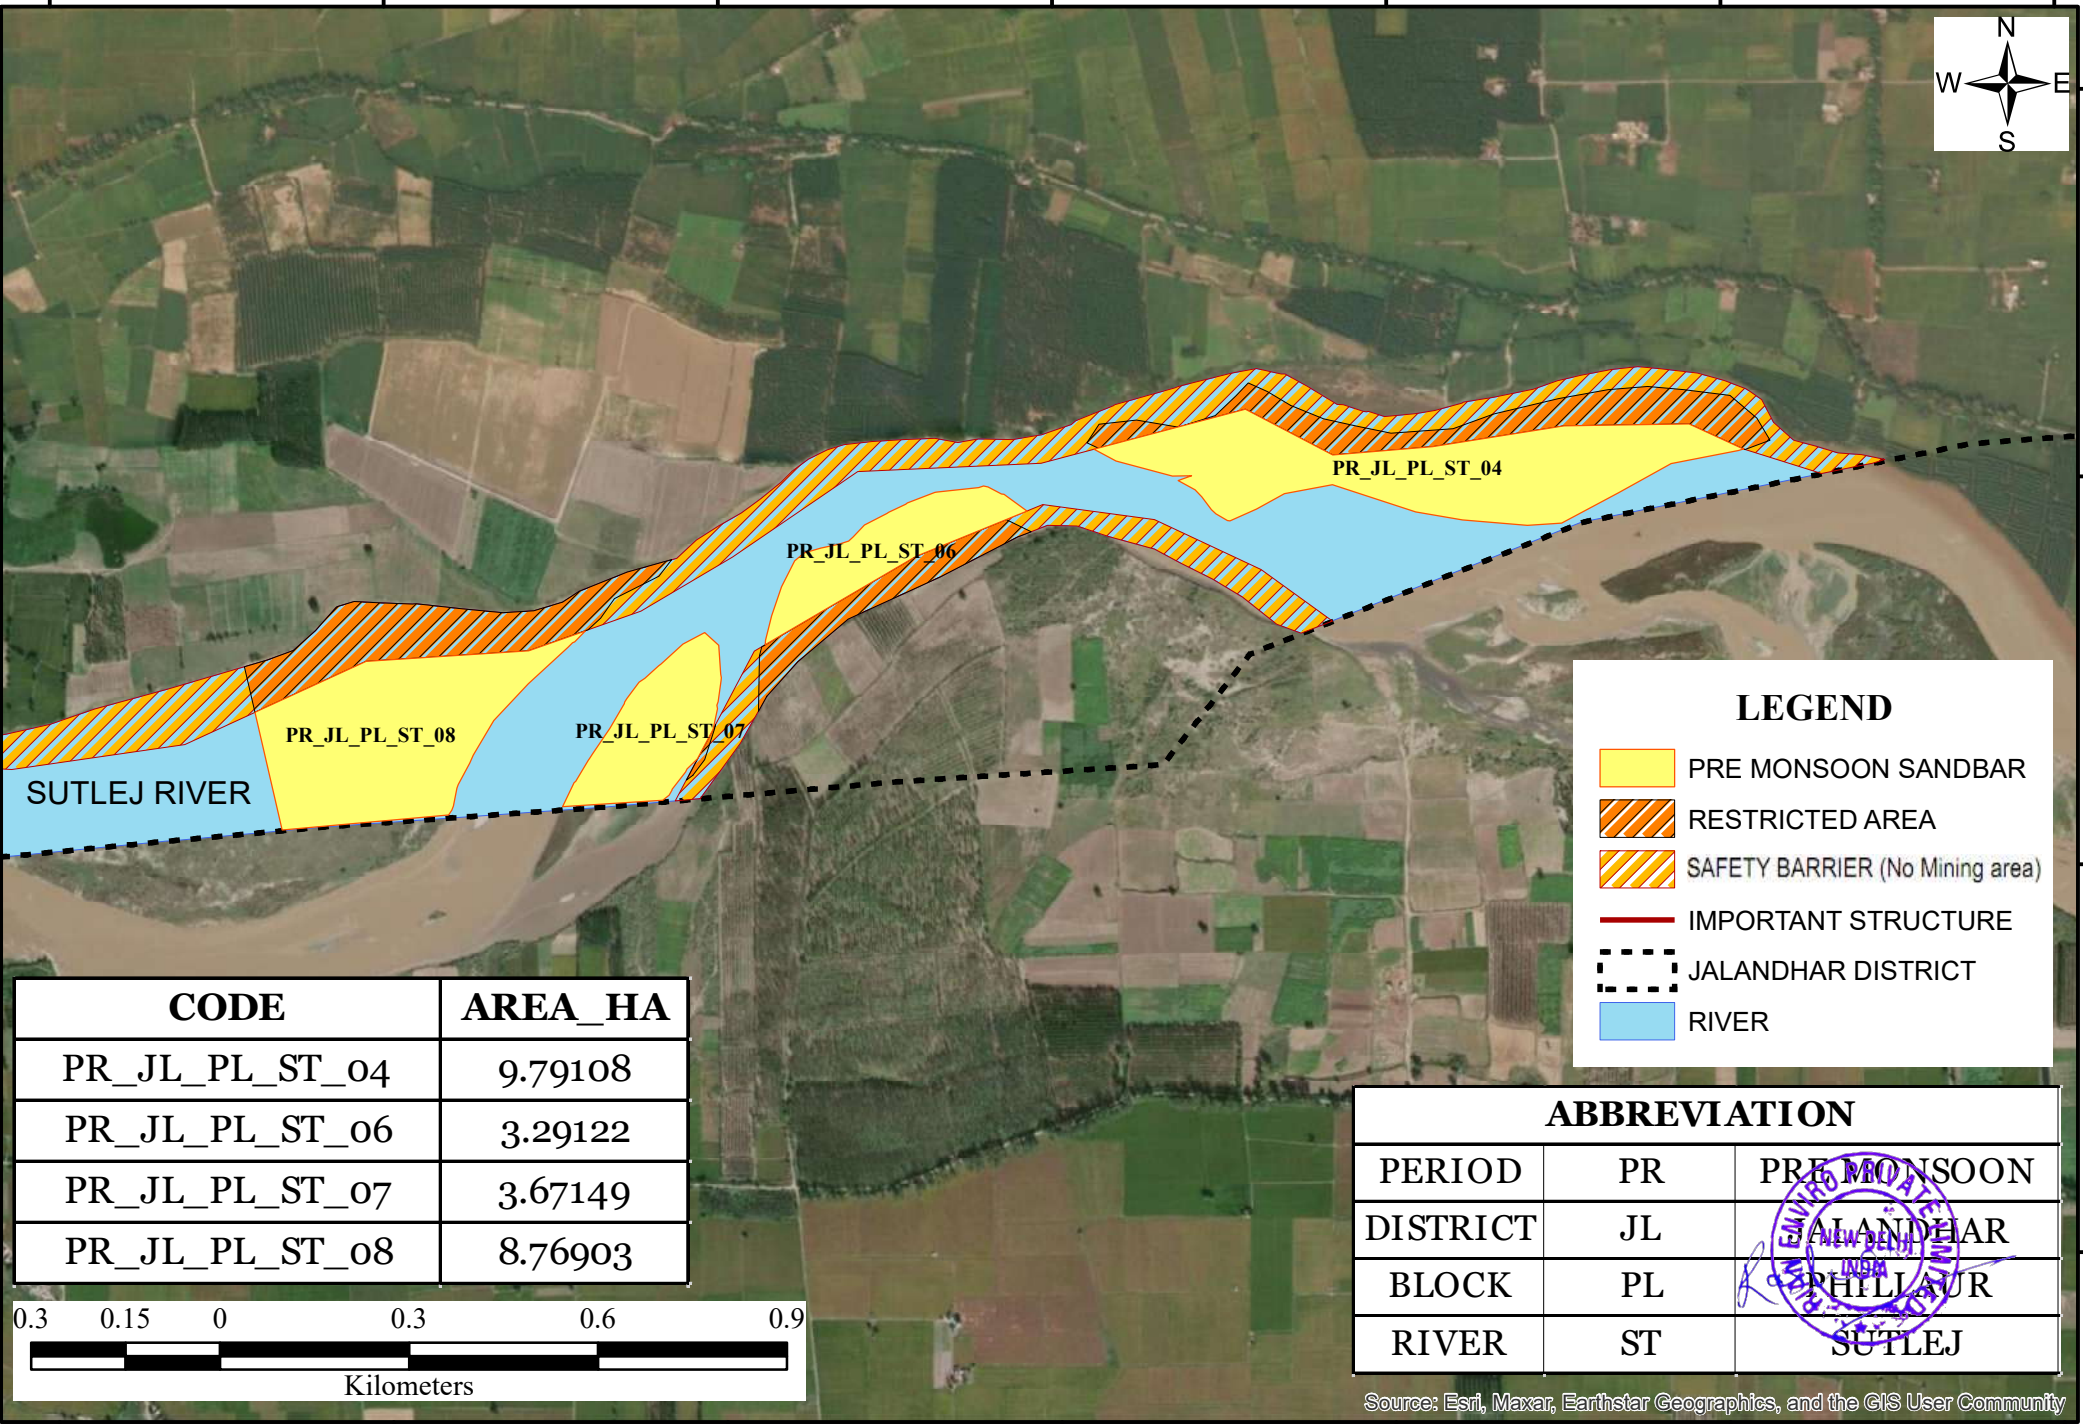 N
W E
S
PR_JL_PL_ST_04
PR_JL_PL_ST_06
PR_JL_PL_ST_08
PR_JL_PL_ST_07
SUTLEJ RIVER
LEGEND
PRE MONSOON SANDBAR
RESTRICTED AREA
SAFETY BARRIER (No Mining area)
IMPORTANT STRUCTURE
JALANDHAR DISTRICT
RIVER
CODE AREA_HA
PR_JL_PL_ST_04 9.79108
PR_JL_PL_ST_06 3.29122
PR_JL_PL_ST_07 3.67149
PR_JL_PL_ST_08 8.76903
0.3 0.15 0 0.3 0.6 0.9
Kilometers
ABBREVIATION
PERIOD PR PRE MONSOON
DISTRICT JL JALANDHAR
BLOCK PL PHILLAUR
RIVER ST SUTLEJ
ENVIRO PRIVATE LIMITED
NEW DELHI
INDIA
Source: Esri, Maxar, Earthstar Geographics, and the GIS User Community